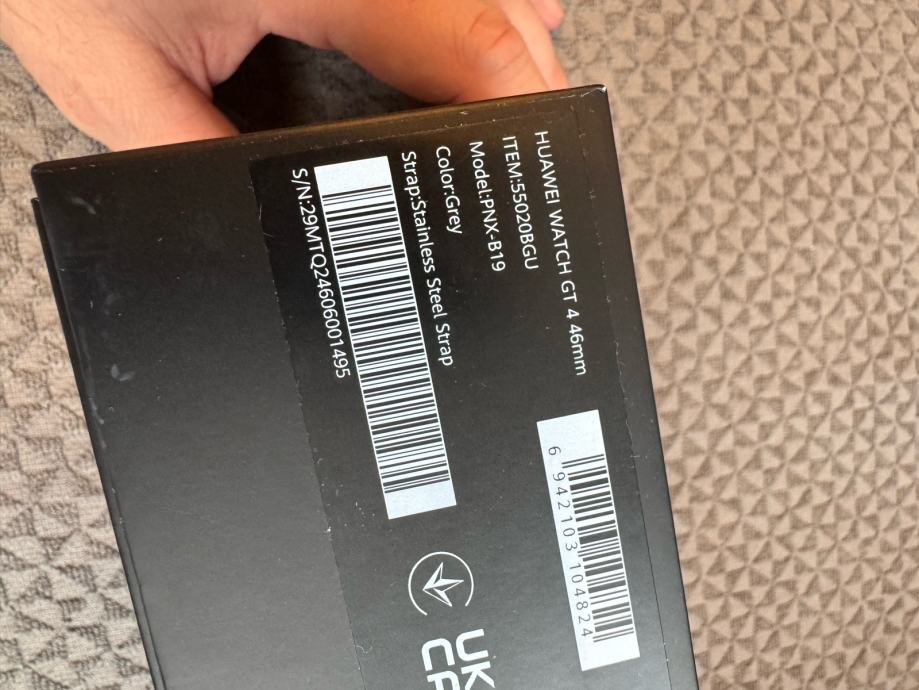 HUAWEI WATCH GT 4 46mm
ITEM:55020BGU
Model:PNX-B19
Color:Grey
Strap:Stainless Steel Strap
S/N:29MTQ24606001495
6 942103 104824
UK
CA